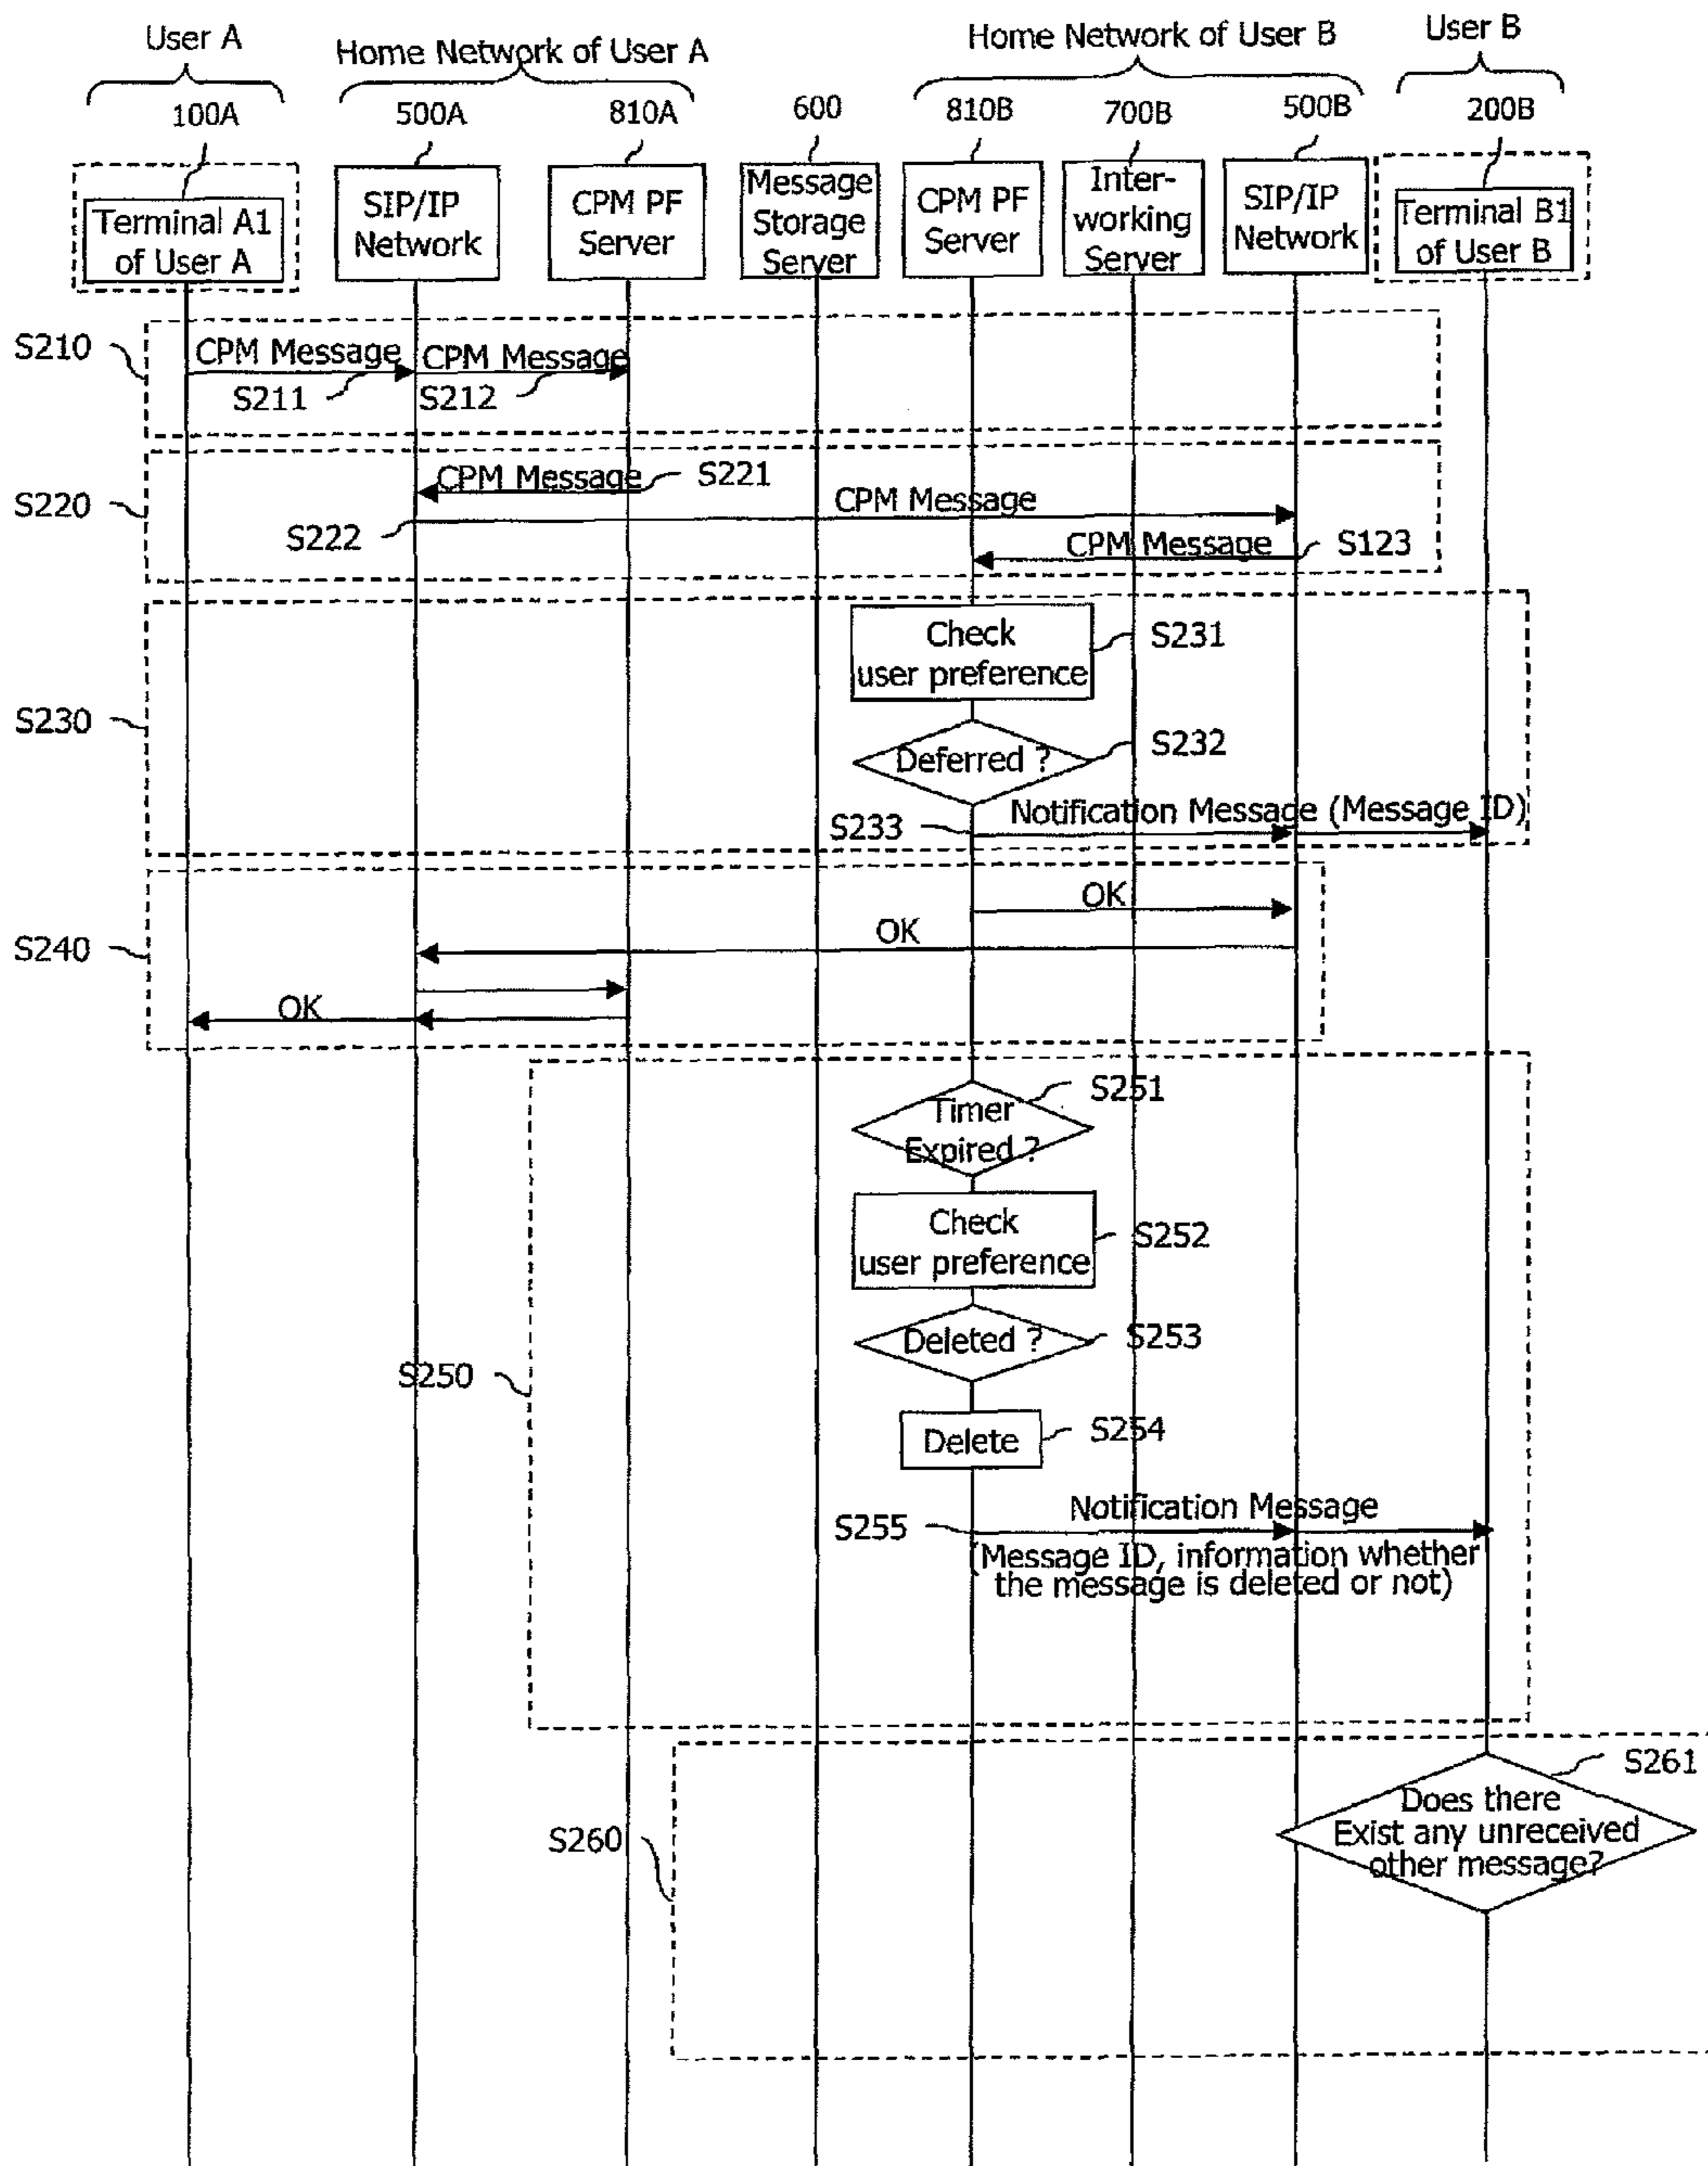 User A
Home Network of User A
Home Network of User B
User B
100A
500A
810A
600
810B
700B
500B
200B
Terminal A1
of User A
SIP/IP
Network
CPM PF
Server
Message
Storage
Server
CPM PF
Server
Inter-
working
Server
SIP/IP
Network
Terminal B1
of User B
S210
CPM Message
CPM Message
S211
S212
S220
CPM Message
S221
CPM Message
S222
CPM Message
S123
S230
Check
user preference
S231
Deferred ?
S232
Notification Message (Message ID)
S233
S240
OK
OK
OK
S250
Timer
Expired ?
S251
Check
user preference
S252
Deleted ?
S253
Delete
S254
Notification Message
S255
(Message ID, information whether
the message is deleted or not)
S260
S261
Does there
Exist any unreceived
other message?